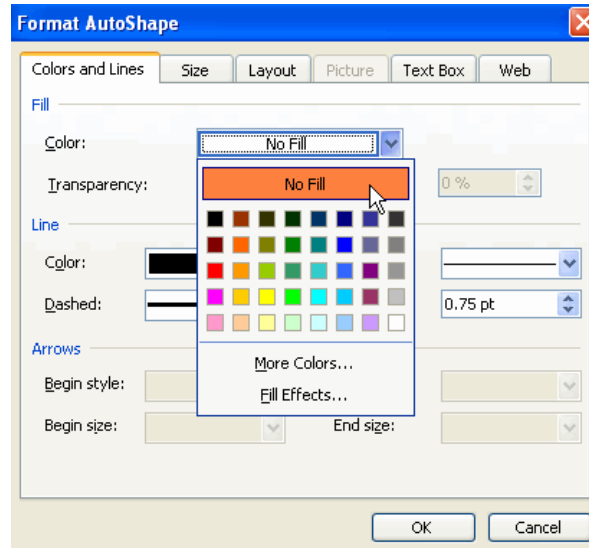 Format AutoShape
Colors and Lines Size Layout Picture Text Box Web
Fill
Color: No Fill
No Fill
Transparency: 0 %
Line
Color:
Dashed: 0.75 pt
Arrows
More Colors...
Begin style:
Fill Effects...
Begin size: End size:
OK Cancel